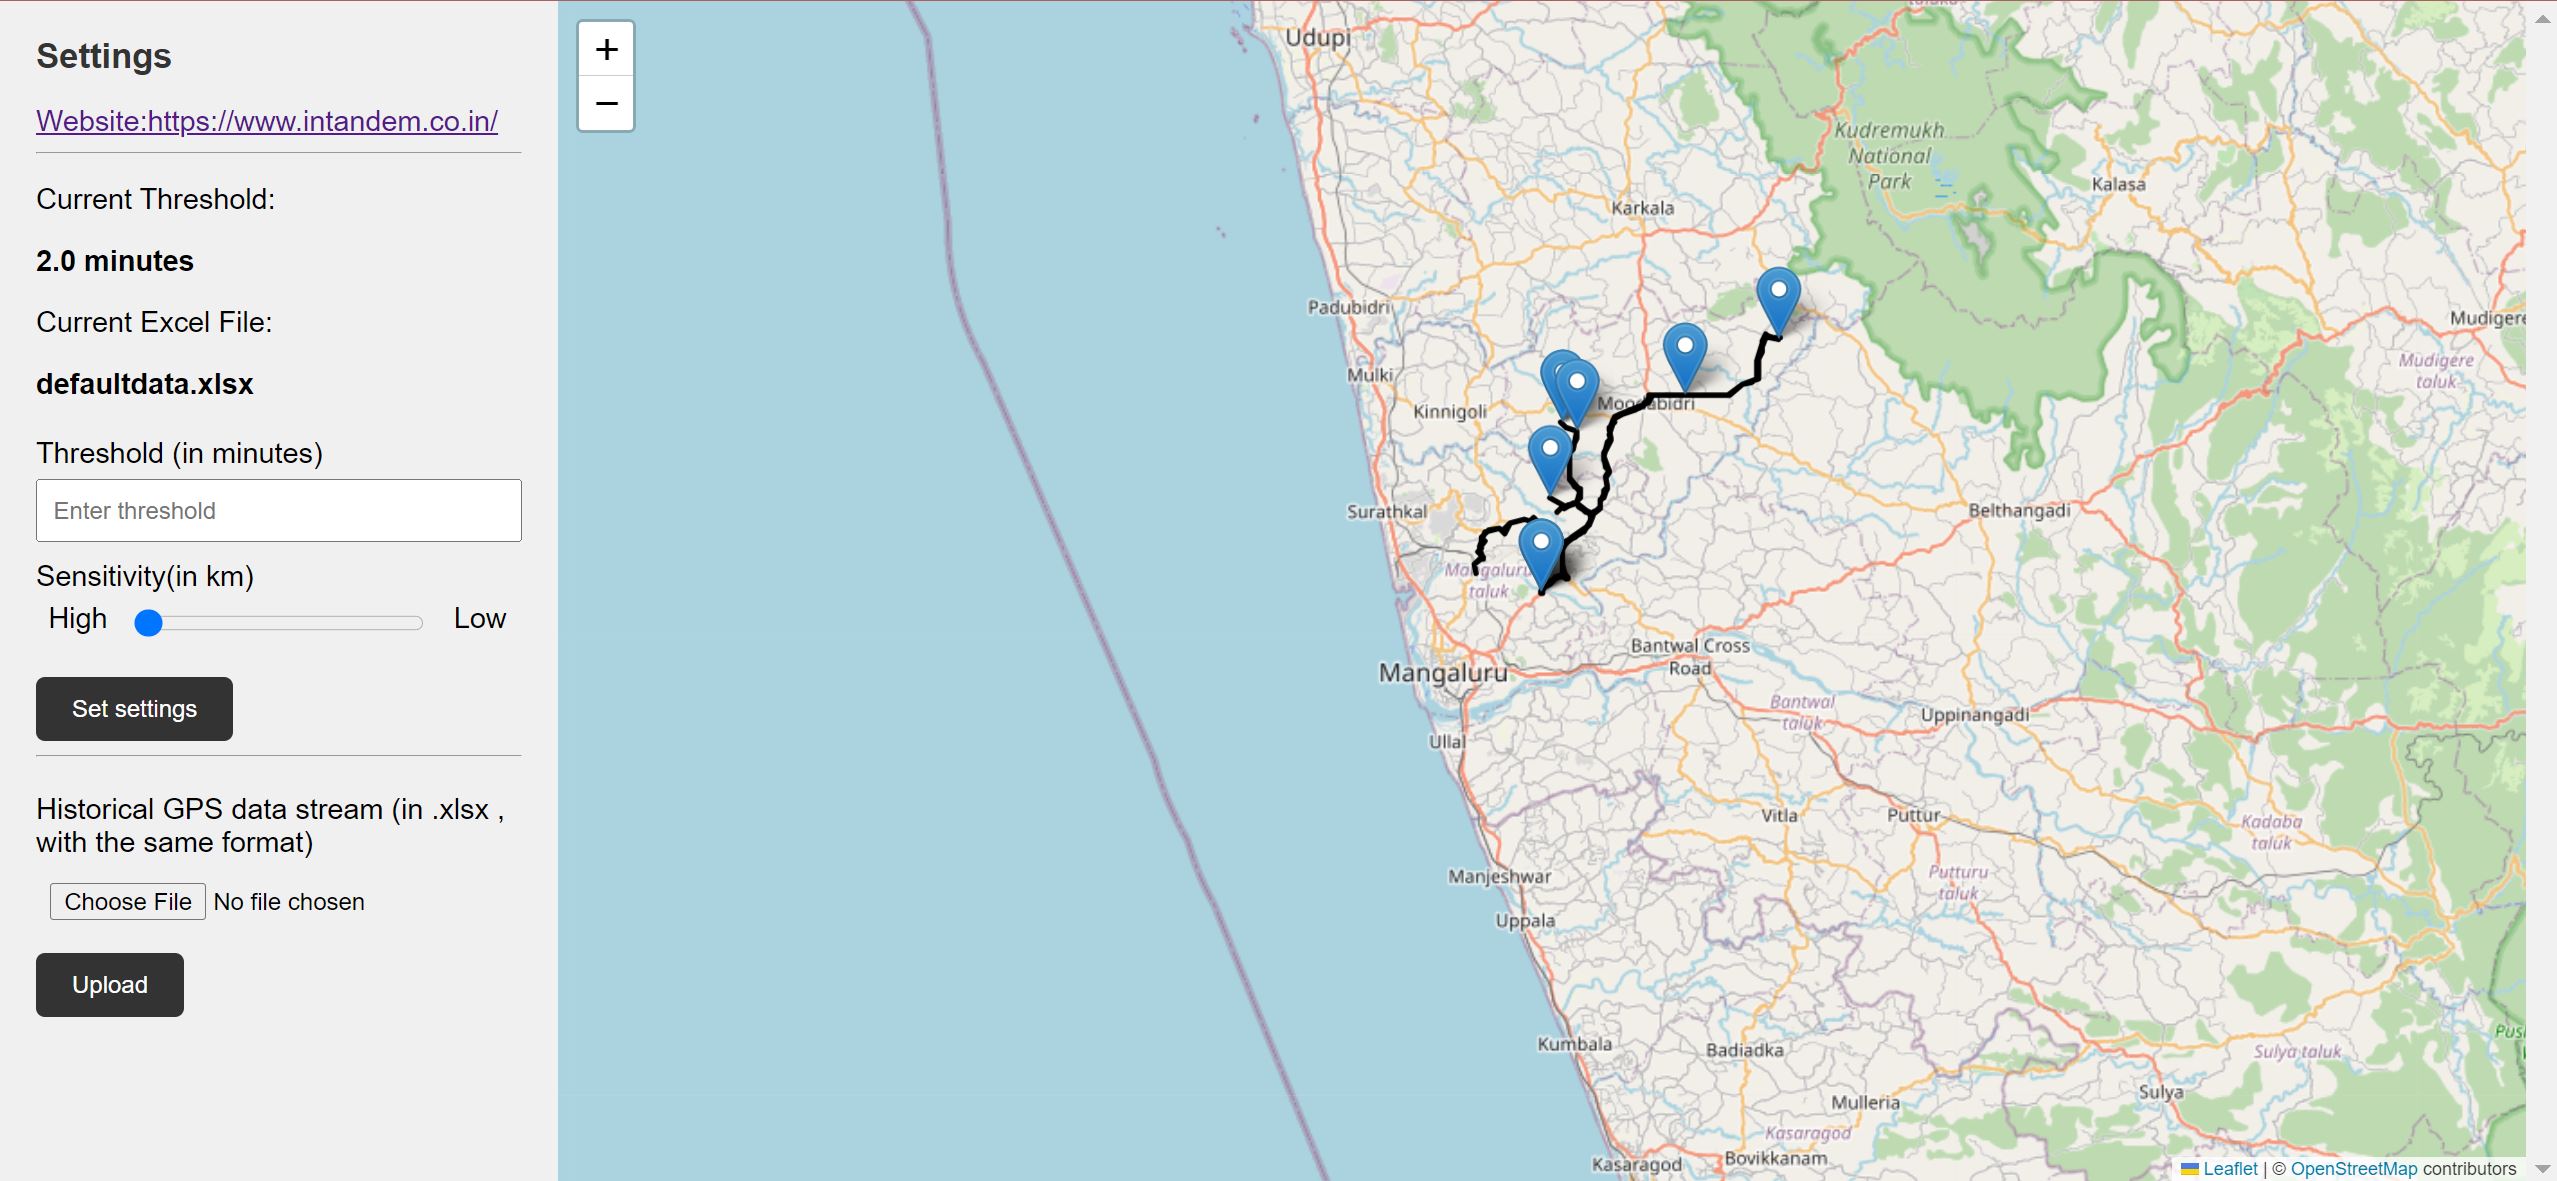 Settings
Website:https://www.intandem.co.in/
Current Threshold:
2.0 minutes
Current Excel File:
defaultdata.xlsx
Threshold (in minutes)
Enter threshold
Sensitivity(in km)
High
Low
Set settings
Historical GPS data stream (in .xlsx ,
with the same format)
Choose File No file chosen
Upload
+
−
Udupi
Kudremukh
National
Park
Kalasa
Karkala
Padubidri
Mudigere
Mudigere
taluk
Mulki
Kinnigoli
Moodabidri
Surathkal
Belthangadi
Mangaluru
taluk
Bantwal Cross
Road
Mangaluru
Bantwal
taluk
Uppinangadi
Ullal
Vitla
Puttur
Kadaba
taluk
Manjeshwar
Putturu
taluk
Uppala
Kumbala
Badiadka
Sulya taluk
Sulya
Mulleria
Kasaragod
Bovikkanam
Kasaragod
Leaflet | © OpenStreetMap contributors